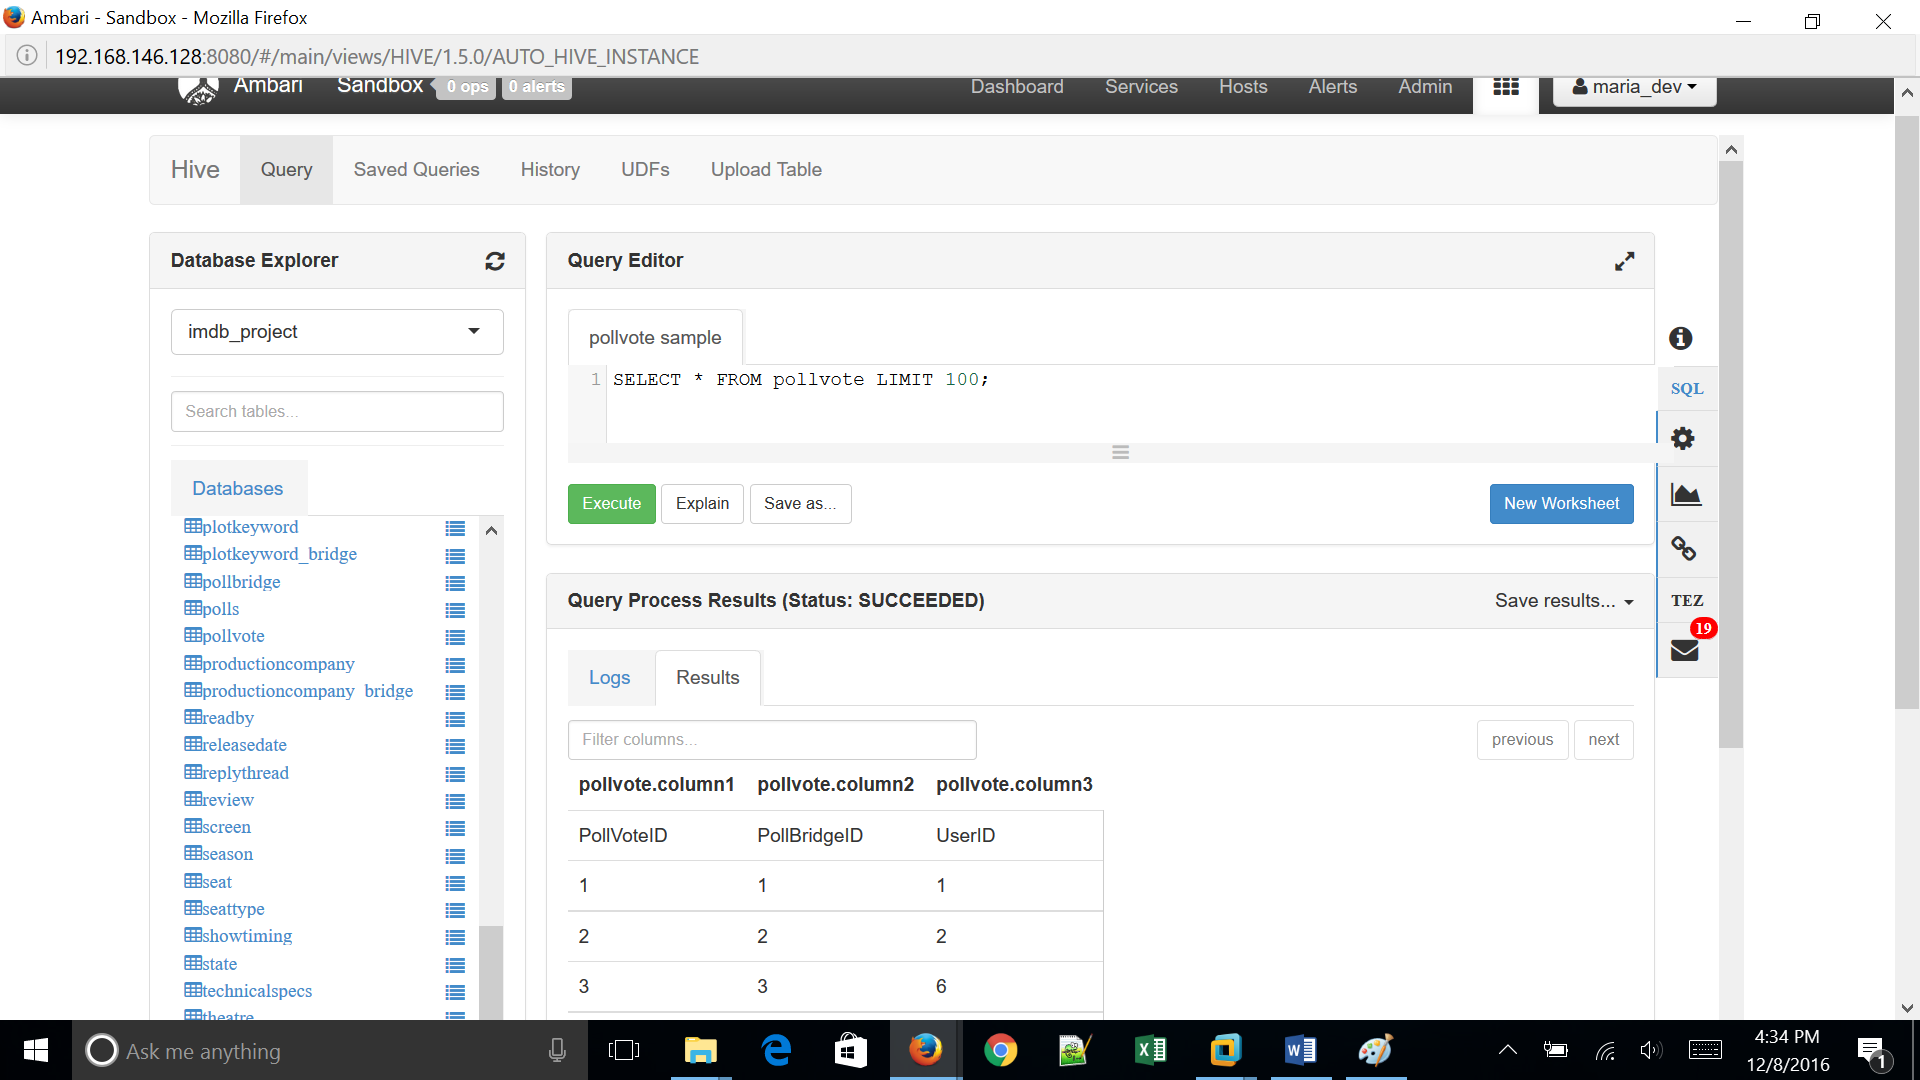 Ambari - Sandbox - Mozilla Firefox
192.168.146.128:8080/#/main/views/HIVE/1.5.0/AUTO_HIVE_INSTANCE
Ambari Sandbox 0 ops 0 alerts Dashboard Services Hosts Alerts Admin maria_dev
Hive Query Saved Queries History UDFs Upload Table
Database Explorer
imdb_project
Search tables...
Databases
plotkeyword
plotkeyword_bridge
pollbridge
polls
pollvote
productioncompany
productioncompany_bridge
readby
releasedate
replythread
review
screen
season
seat
seattype
showtiming
state
technicalspecs
theatre
Query Editor
pollvote sample
1 SELECT * FROM pollvote LIMIT 100;
Execute Explain Save as... New Worksheet
SQL
TEZ
19
Query Process Results (Status: SUCCEEDED) Save results...
Logs Results
Filter columns... previous next
pollvote.column1 pollvote.column2 pollvote.column3
PollVoteID PollBridgeID UserID
1 1 1
2 2 2
3 3 6
Ask me anything
4:34 PM
12/8/2016
1